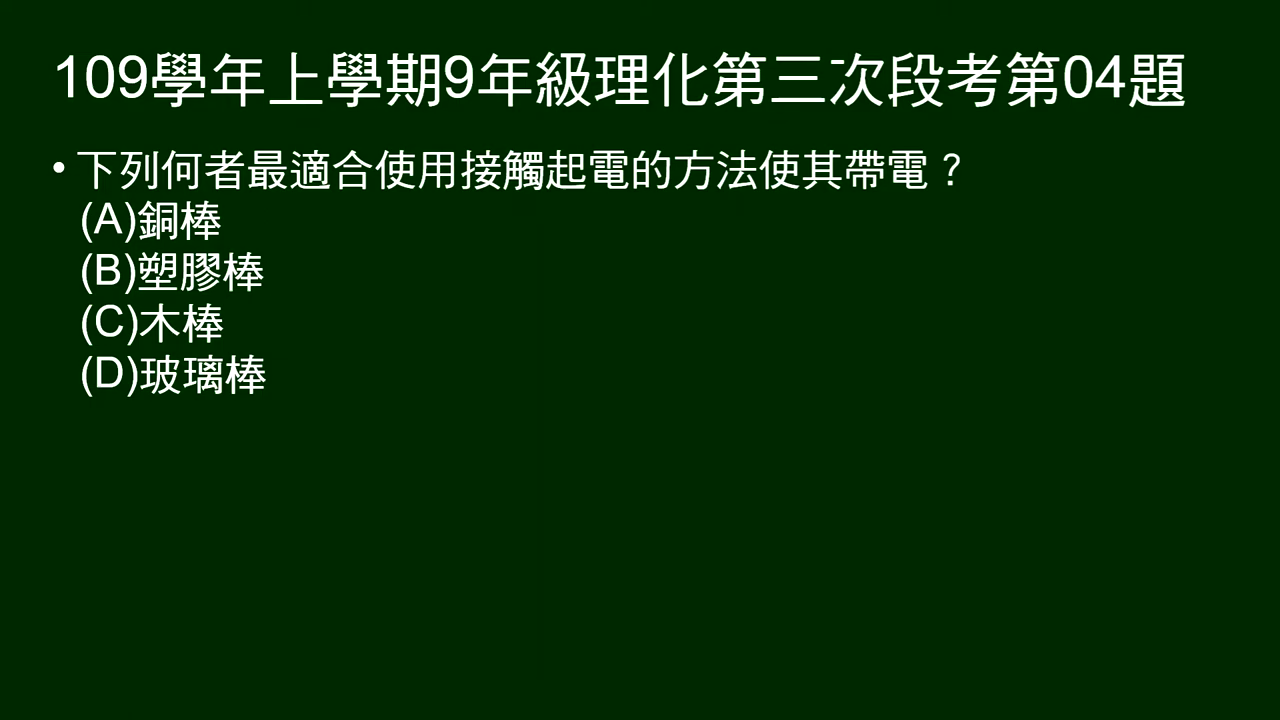 109學年上學期9年級理化第三次段考第04題
• 下列何者最適合使用接觸起電的方法使其帶電？
(A)銅棒
(B)塑膠棒
(C)木棒
(D)玻璃棒